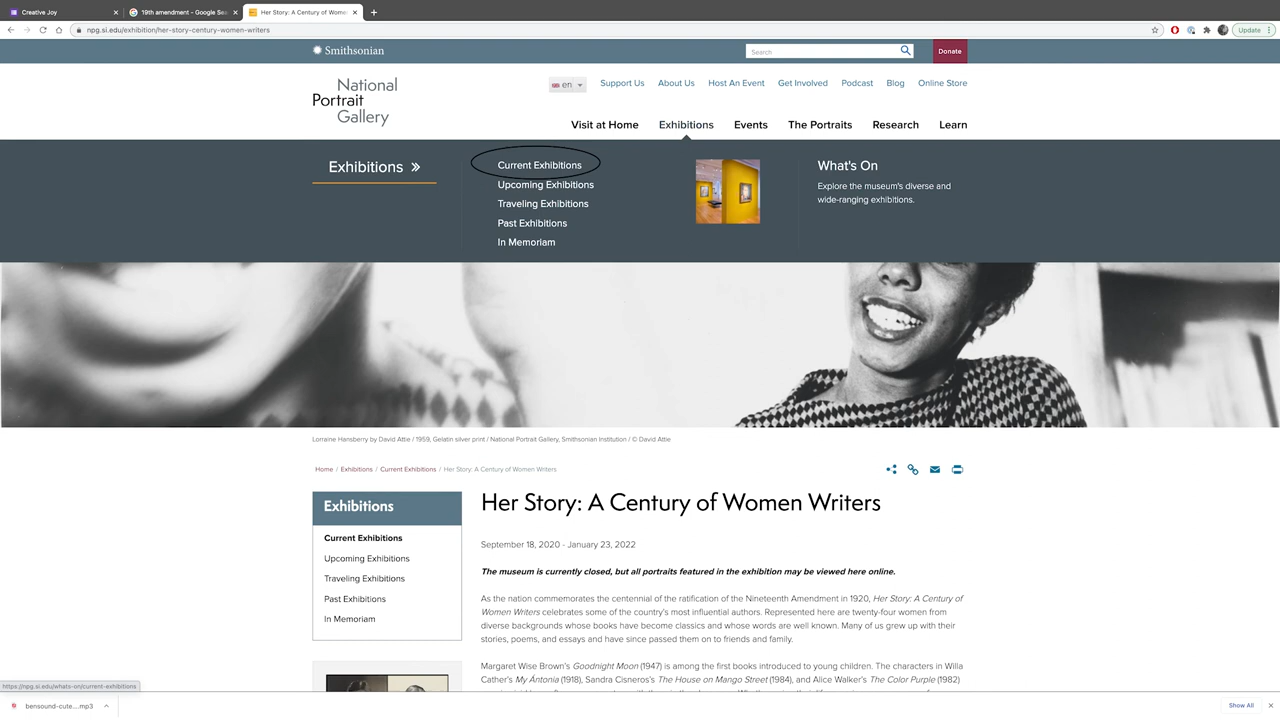 Creative Joy
19th amendment - Google Sea
Her Story: A Century of Women
npg.si.edu/exhibition/her-story-century-women-writers
Update
Smithsonian
Search
Donate
National
Portrait
Gallery
en
Support Us
About Us
Host An Event
Get Involved
Podcast
Blog
Online Store
Visit at Home
Exhibitions
Events
The Portraits
Research
Learn
Exhibitions »
Current Exhibitions
Upcoming Exhibitions
Traveling Exhibitions
Past Exhibitions
In Memoriam
What's On
Explore the museum's diverse and
wide-ranging exhibitions.
Lorraine Hansberry by David Attie / 1959, Gelatin silver print / National Portrait Gallery, Smithsonian Institution / © David Attie
Home / Exhibitions / Current Exhibitions / Her Story: A Century of Women Writers
Exhibitions
Current Exhibitions
Upcoming Exhibitions
Traveling Exhibitions
Past Exhibitions
In Memoriam
Her Story: A Century of Women Writers
September 18, 2020 - January 23, 2022
The museum is currently closed, but all portraits featured in the exhibition may be viewed here online.
As the nation commemorates the centennial of the ratification of the Nineteenth Amendment in 1920, Her Story: A Century of
Women Writers celebrates some of the country's most influential authors. Represented here are twenty-four women from
diverse backgrounds whose books have become classics and whose words are well known. Many of us grew up with their
stories, poems, and essays and have since passed them on to friends and family.
Margaret Wise Brown's Goodnight Moon (1947) is among the first books introduced to young children. The characters in Willa
Cather's My Ántonia (1918), Sandra Cisneros's The House on Mango Street (1984), and Alice Walker's The Color Purple (1982)
https://npg.si.edu/whats-on/current-exhibitions
bensound-cute....mp3
Show All